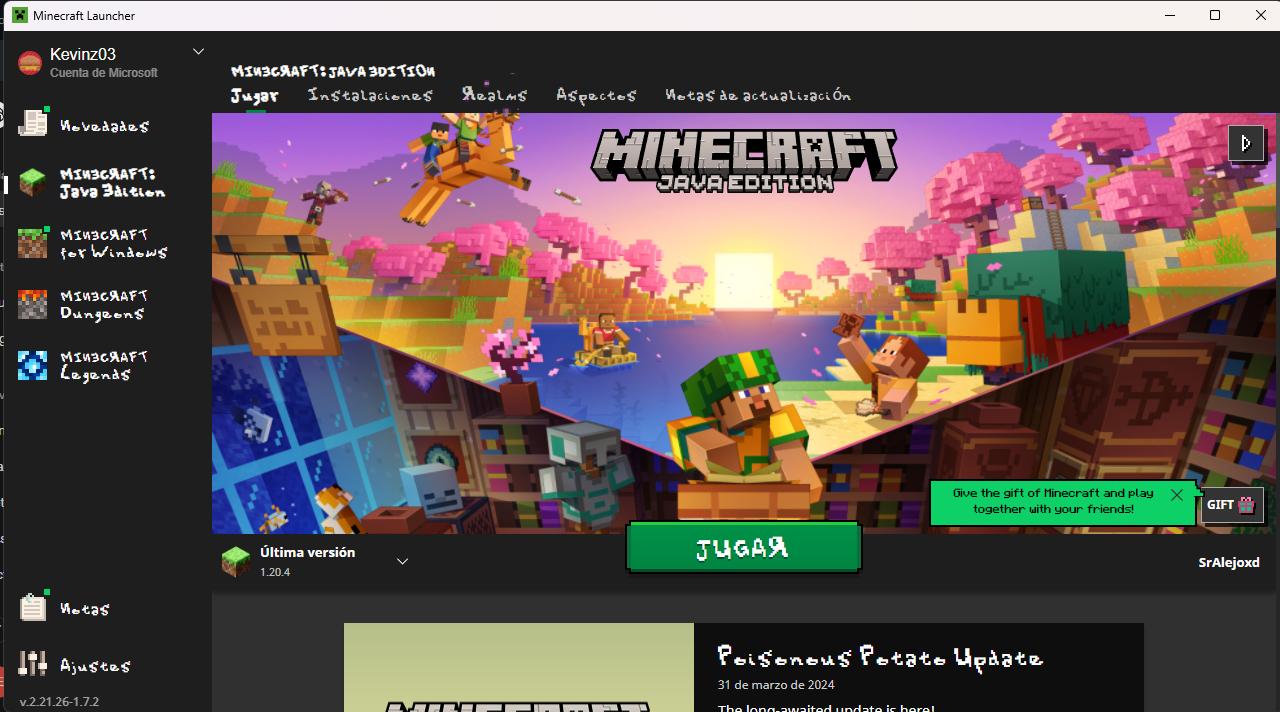 Minecraft Launcher
Kevinz03
Cuenta de Microsoft
Novedades
MINECRAFT:
Java Edition
MINECRAFT
for Windows
MINECRAFT
Dungeons
MINECRAFT
Legends
Notas
Ajustes
v.2.21.26-1.7.2
MINECRAFT: JAVA EDITION
Jugar
Instalaciones
Realms
Aspectos
Notas de actualización
MINECRAFT
JAVA EDITION
Give the gift of Minecraft and play
together with your friends!
GIFT
Última versión
1.20.4
JUGAR
SrAlejoxd
MINECRAFT
Poisonous Potato Update
31 de marzo de 2024
The long-awaited update is here!